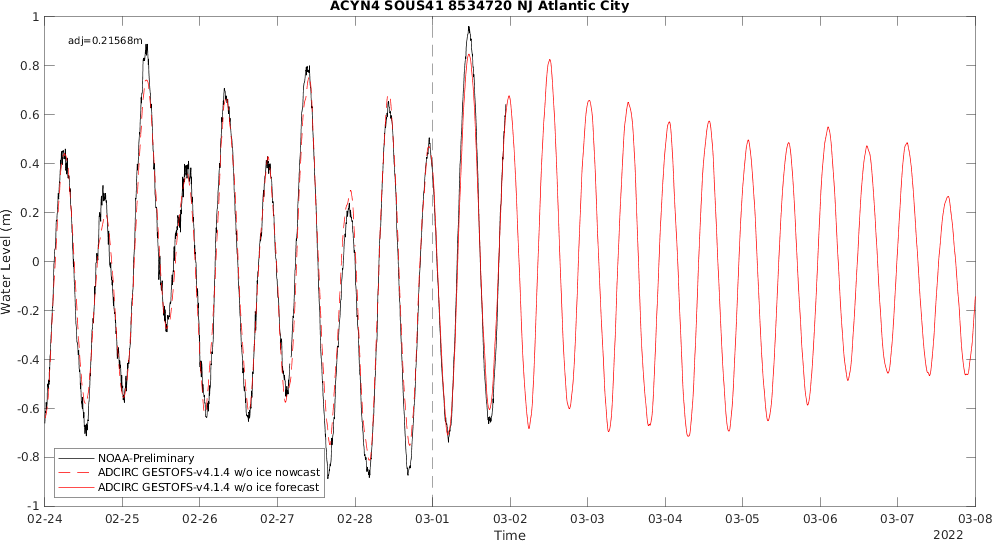 ACYN4 SOUS41 8534720 NJ Atlantic City
adj=0.21568m
Water Level (m)
1
0.8
0.6
0.4
0.2
0
-0.2
-0.4
-0.6
-0.8
-1
NOAA-Preliminary
ADCIRC GESTOFS-v4.1.4 w/o ice nowcast
ADCIRC GESTOFS-v4.1.4 w/o ice forecast
02-24 02-25 02-26 02-27 02-28 03-01 03-02 03-03 03-04 03-05 03-06 03-07 03-08
Time
2022